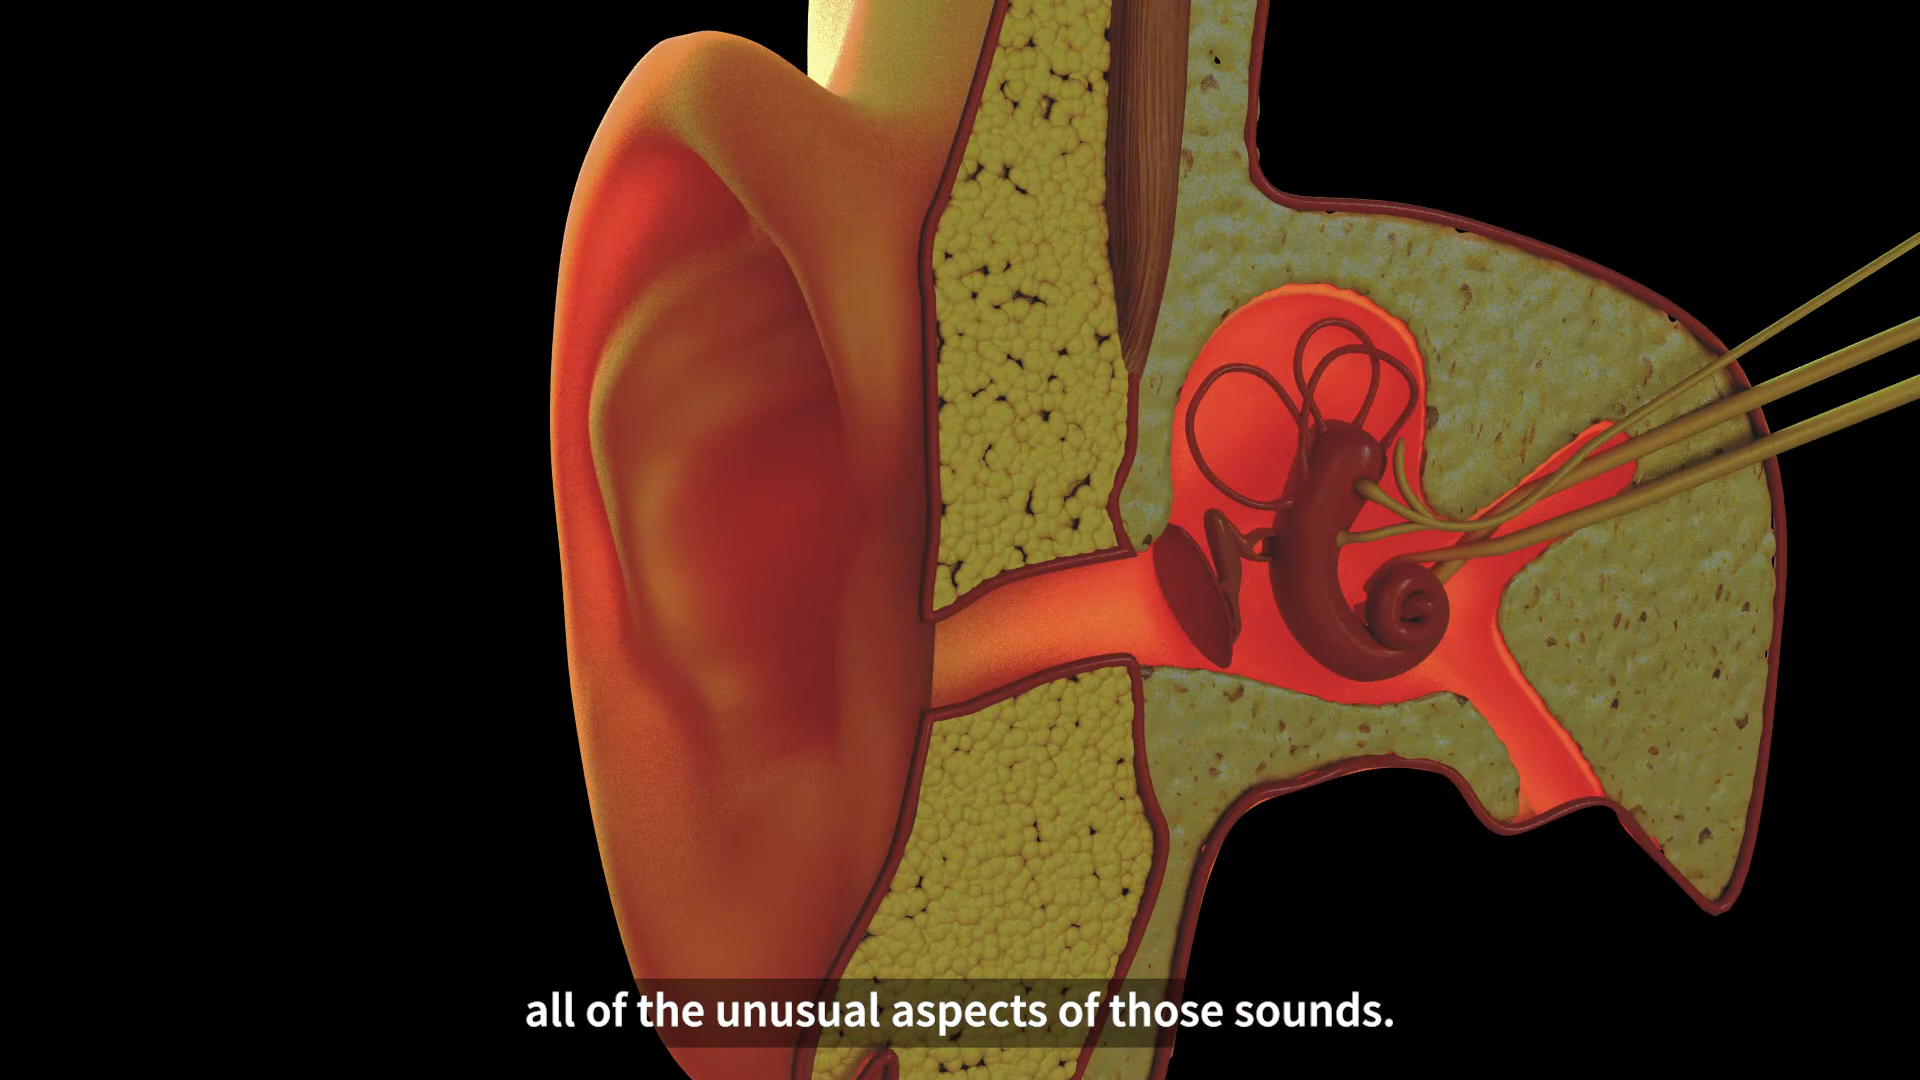 all of the unusual aspects of those sounds.